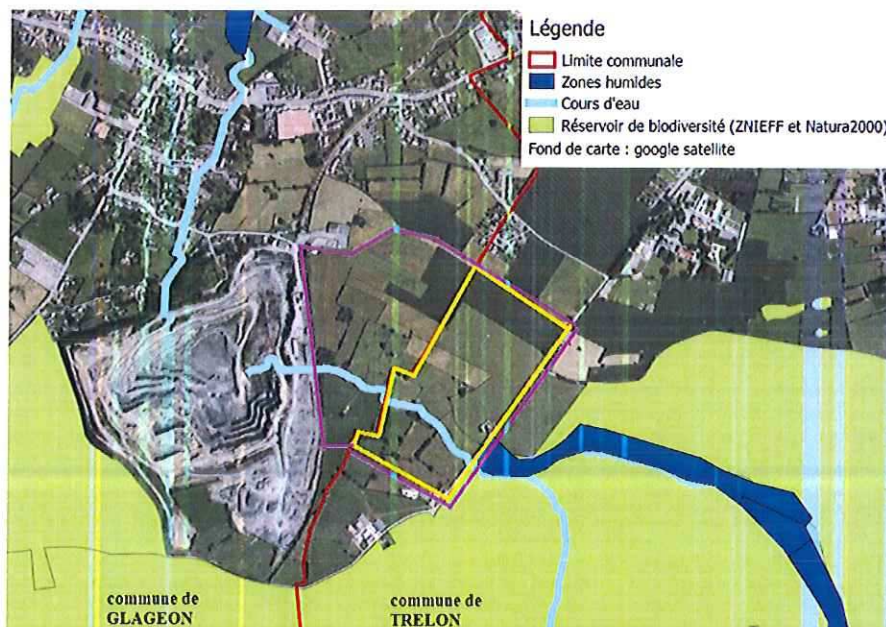 Légende
Limite communale
Zones humides
Cours d'eau
Réservoir de biodiversité (ZNIEFF et Natura2000)
Fond de carte : google satellite
commune de
GLAGEON
commune de
TRELON